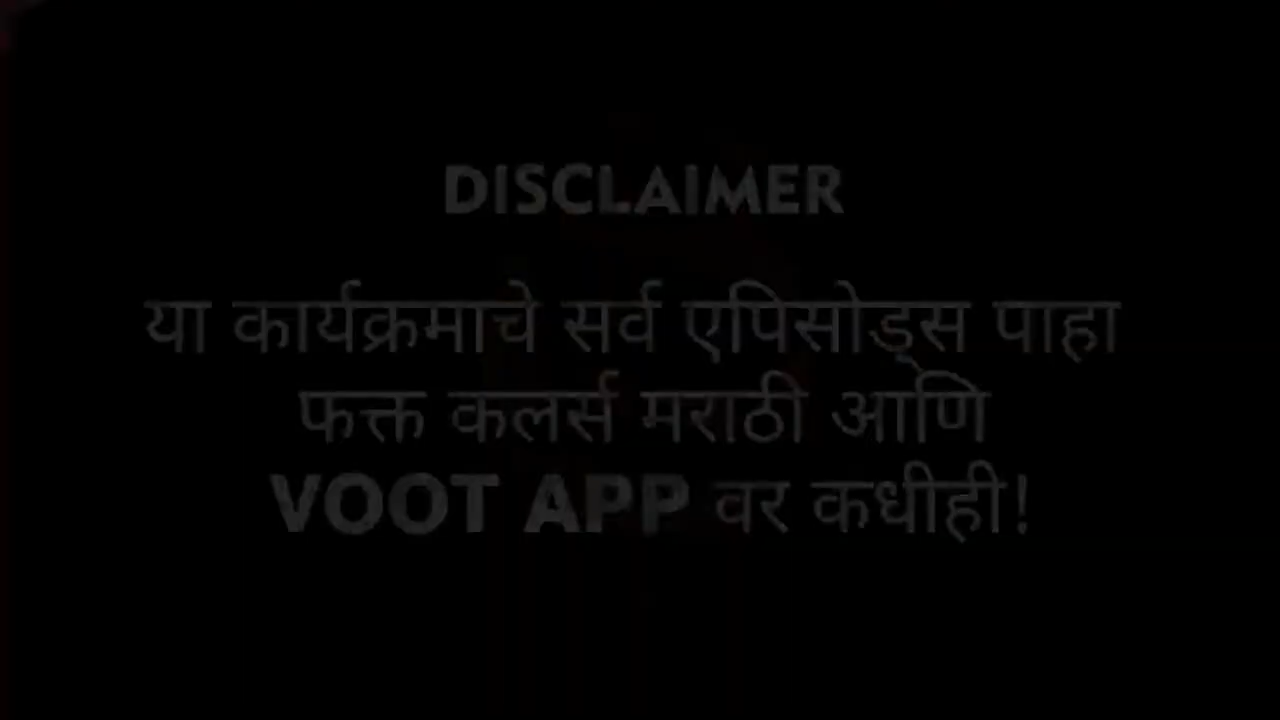 DISCLAIMER
या कार्यक्रमाचे सर्व एपिसोड्स पाहा
फक्त कलर्स मराठी आणि
VOOT APP वर कधीही!